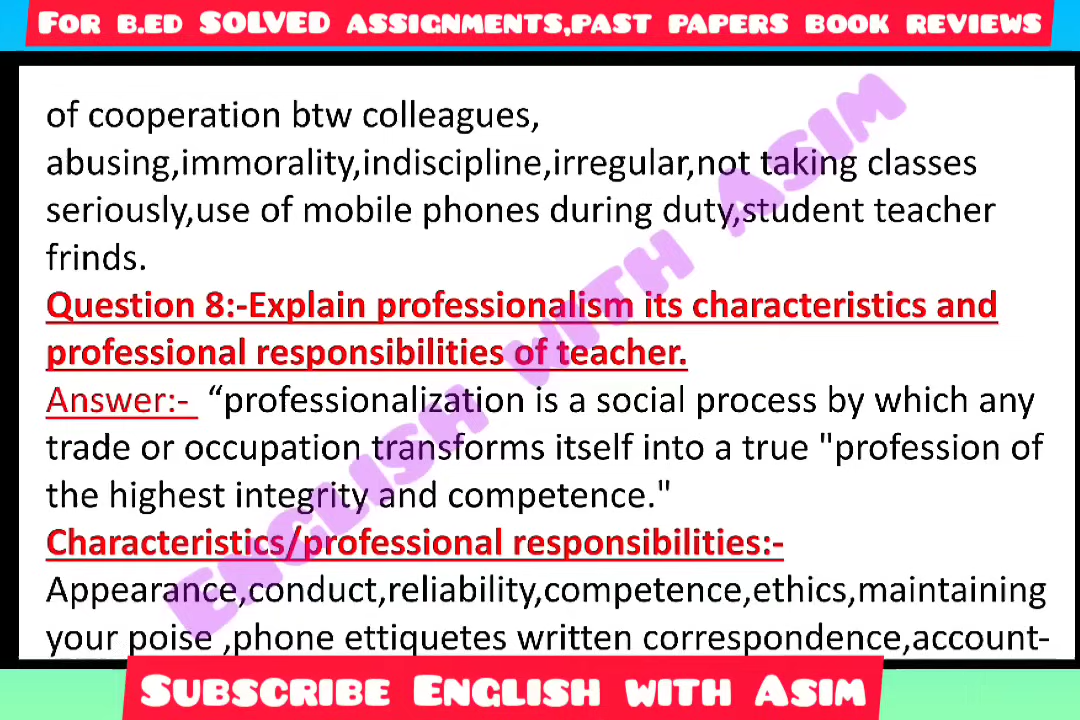 FOR B.ED SOLVED ASSIGNMENTS,PAST PAPERS BOOK REVIEWS
of cooperation btw colleagues,
abusing,immorality,indiscipline,irregular,not taking classes
seriously,use of mobile phones during duty,student teacher
frinds.
Question 8:-Explain professionalism its characteristics and
professional responsibilities of teacher.
Answer:- “professionalization is a social process by which any
trade or occupation transforms itself into a true "profession of
the highest integrity and competence."
Characteristics/professional responsibilities:-
Appearance,conduct,reliability,competence,ethics,maintaining
your poise ,phone ettiquetes written correspondence,account-
ENGLISH WITH ASIM
SUBSCRIBE ENGLISH WITH ASIM